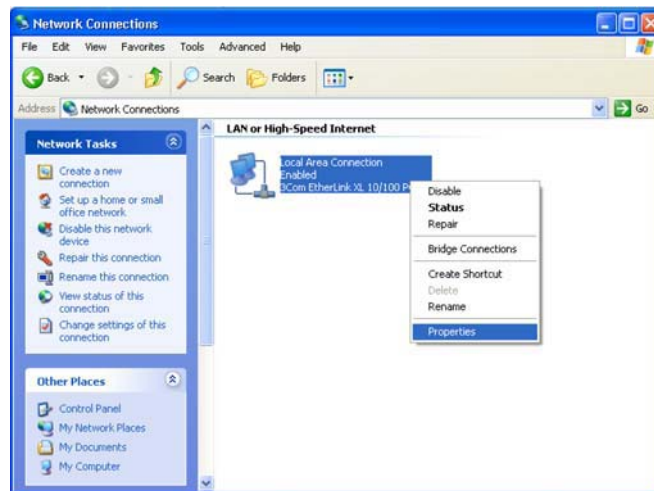 Network Connections
File Edit View Favorites Tools Advanced Help
Back Search Folders
Address Network Connections Go
Network Tasks
Create a new
connection
Set up a home or small
office network
Disable this network
device
Repair this connection
Rename this connection
View status of this
connection
Change settings of this
connection
Other Places
Control Panel
My Network Places
My Documents
My Computer
LAN or High-Speed Internet
Local Area Connection
Enabled
3Com EtherLink XL 10/100
Disable
Status
Repair
Bridge Connections
Create Shortcut
Delete
Rename
Properties